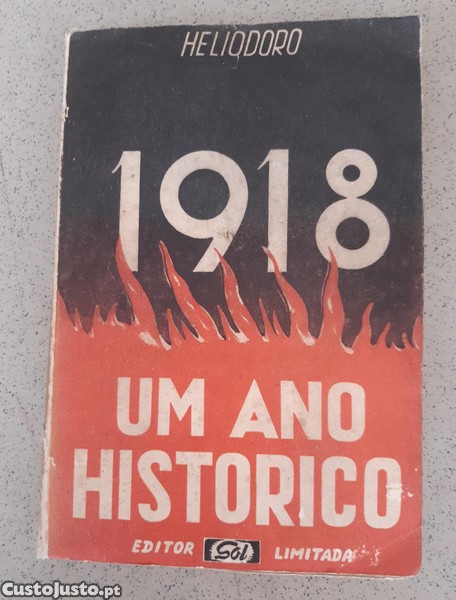 HELIODORO
1918
UM ANO
HISTORICO
EDITOR Sol LIMITADA
CustoJusto.pt